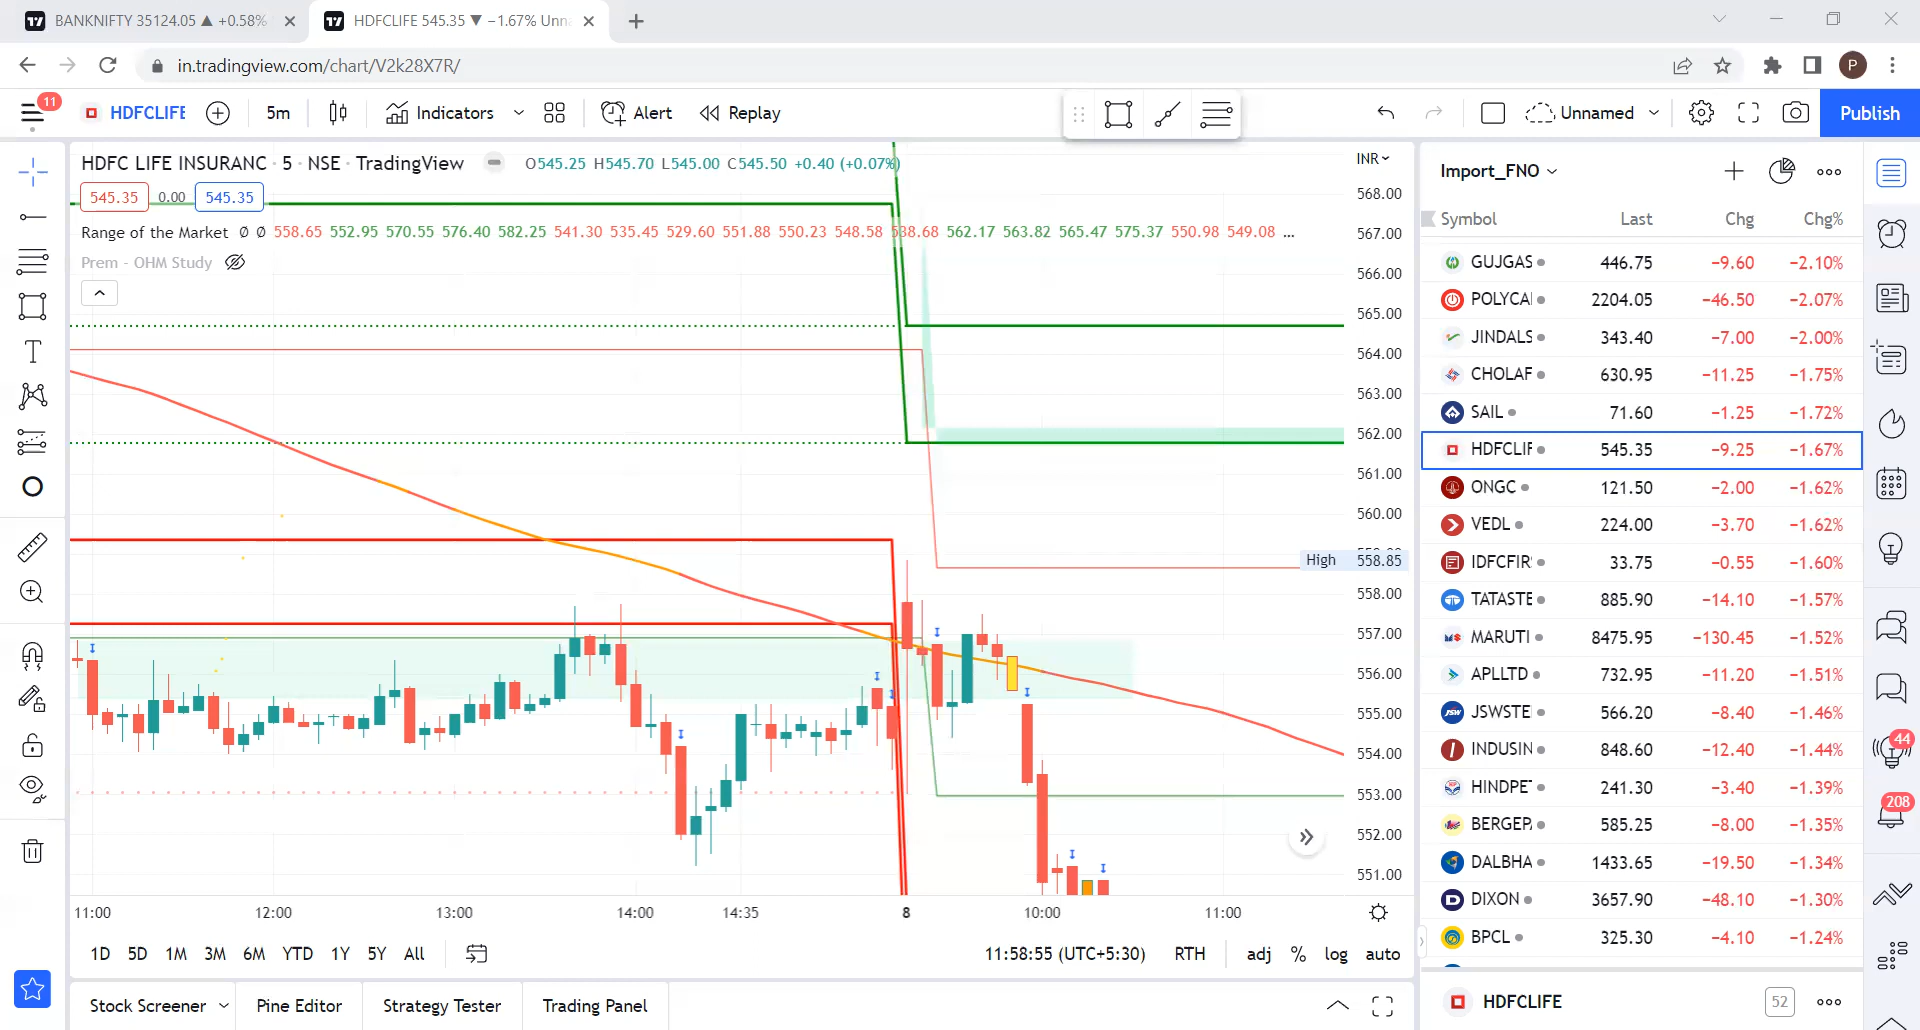 BANKNIFTY 35124.05 ▲ +0.58%
HDFCLIFE 545.35 ▼ −1.67% Unn
in.tradingview.com/chart/V2k28X7R/
P
11
HDFCLIFE
5m
Indicators
Alert
Replay
Unnamed
Publish
HDFC LIFE INSURANC · 5 · NSE · TradingView
O545.25 H545.70 L545.00 C545.50 +0.40 (+0.07%)
INR
545.35 0.00 545.35
Range of the Market Ø Ø 558.65 552.95 570.55 576.40 582.25 541.30 535.45 529.60 551.88 550.23 548.58 538.68 562.17 563.82 565.47 575.37 550.98 549.08 ...
Prem - OHM Study
568.00
567.00
566.00
565.00
564.00
563.00
562.00
561.00
560.00
High 558.85
558.00
557.00
556.00
555.00
554.00
553.00
552.00
551.00
11:00 12:00 13:00 14:00 14:35 8 10:00 11:00
1D 5D 1M 3M 6M YTD 1Y 5Y All
11:58:55 (UTC+5:30) RTH adj % log auto
Stock Screener Pine Editor Strategy Tester Trading Panel
Import_FNO
Symbol Last Chg Chg%
GUJGAS 446.75 −9.60 −2.10%
POLYCA 2204.05 −46.50 −2.07%
JINDALS 343.40 −7.00 −2.00%
CHOLAF 630.95 −11.25 −1.75%
SAIL 71.60 −1.25 −1.72%
HDFCLIF 545.35 −9.25 −1.67%
ONGC 121.50 −2.00 −1.62%
VEDL 224.00 −3.70 −1.62%
IDFCFIR 33.75 −0.55 −1.60%
TATASTE 885.90 −14.10 −1.57%
MARUTI 8475.95 −130.45 −1.52%
APLLTD 732.95 −11.20 −1.51%
JSWSTE 566.20 −8.40 −1.46%
INDUSIN 848.60 −12.40 −1.44%
HINDPE 241.30 −3.40 −1.39%
BERGEP 585.25 −8.00 −1.35%
DALBHA 1433.65 −19.50 −1.34%
DIXON 3657.90 −48.10 −1.30%
BPCL 325.30 −4.10 −1.24%
HDFCLIFE 52
44
208